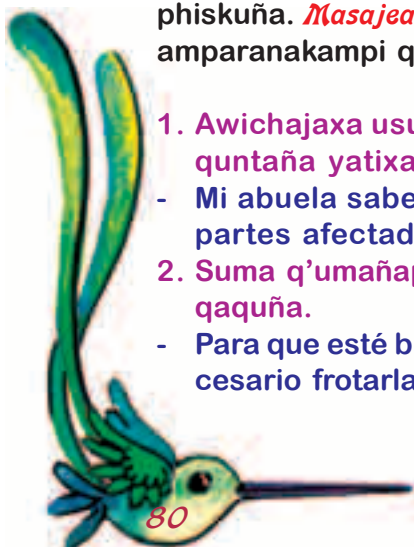 phiskuña. Masajea
amparanakampi q
1. Awichajaxa usu
quntaña yatixa
- Mi abuela sabe
partes afectad
2. Suma q'umañap
qaquña.
- Para que esté b
cesario frotarla
80